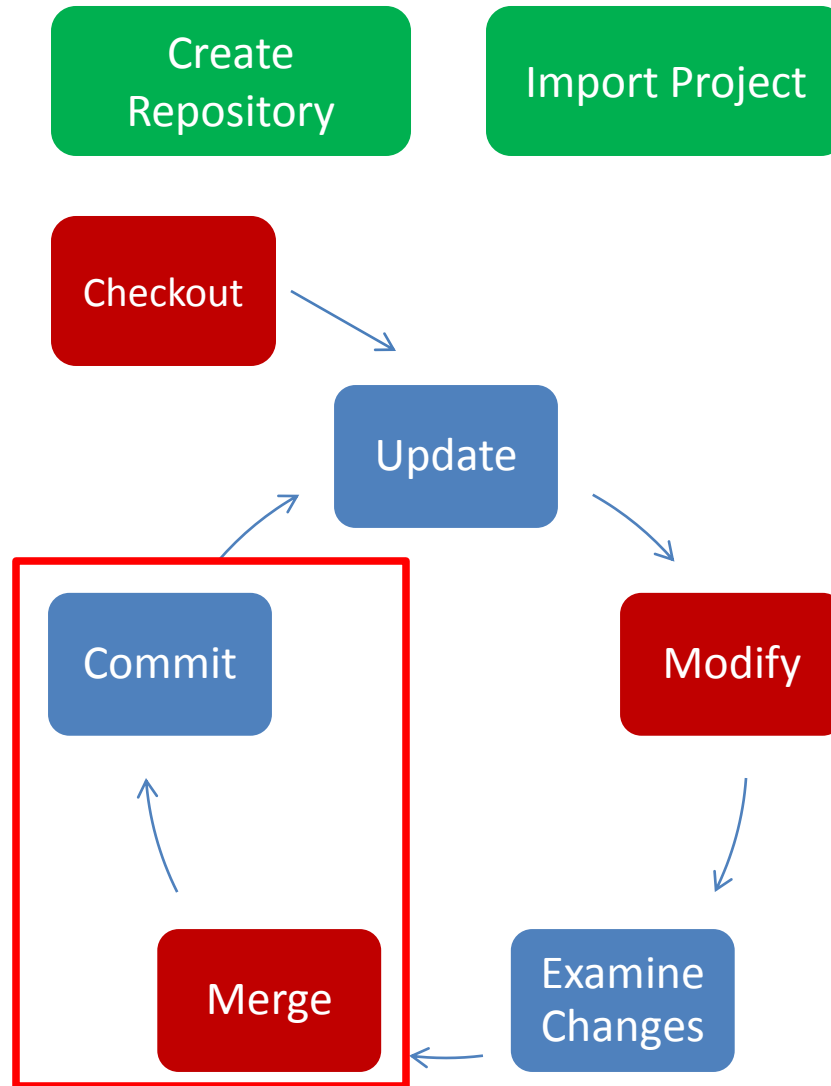 Create
Repository
Import Project
Checkout
Update
Commit
Modify
Merge
Examine
Changes